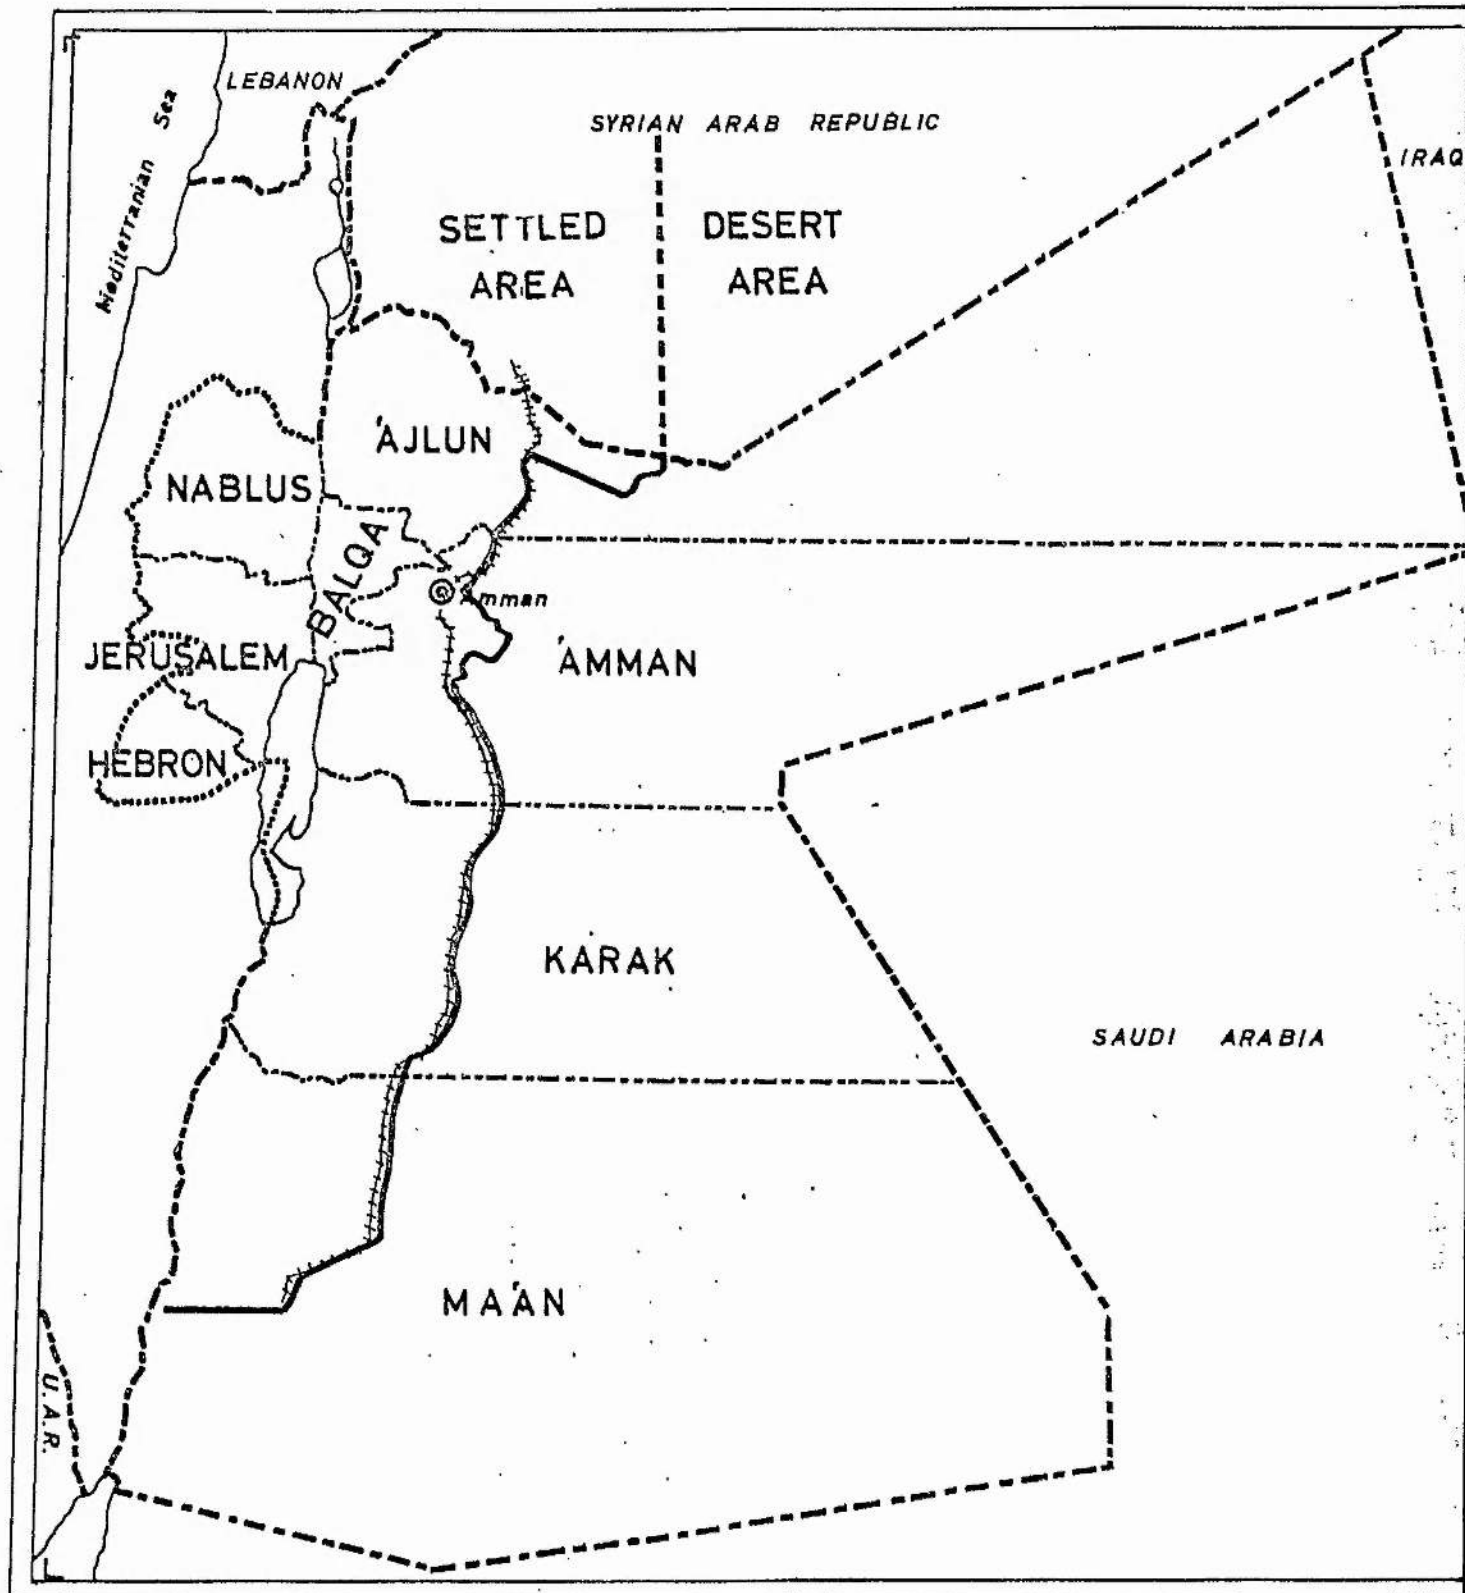 LEBANON
Mediterranian Sea
SYRIAN ARAB REPUBLIC
IRAQ
SETTLED
AREA
DESERT
AREA
'AJLUN
NABLUS
BALQA
Amman
JERUSALEM
'AMMAN
HEBRON
KARAK
SAUDI ARABIA
MA'AN
U.A.R.